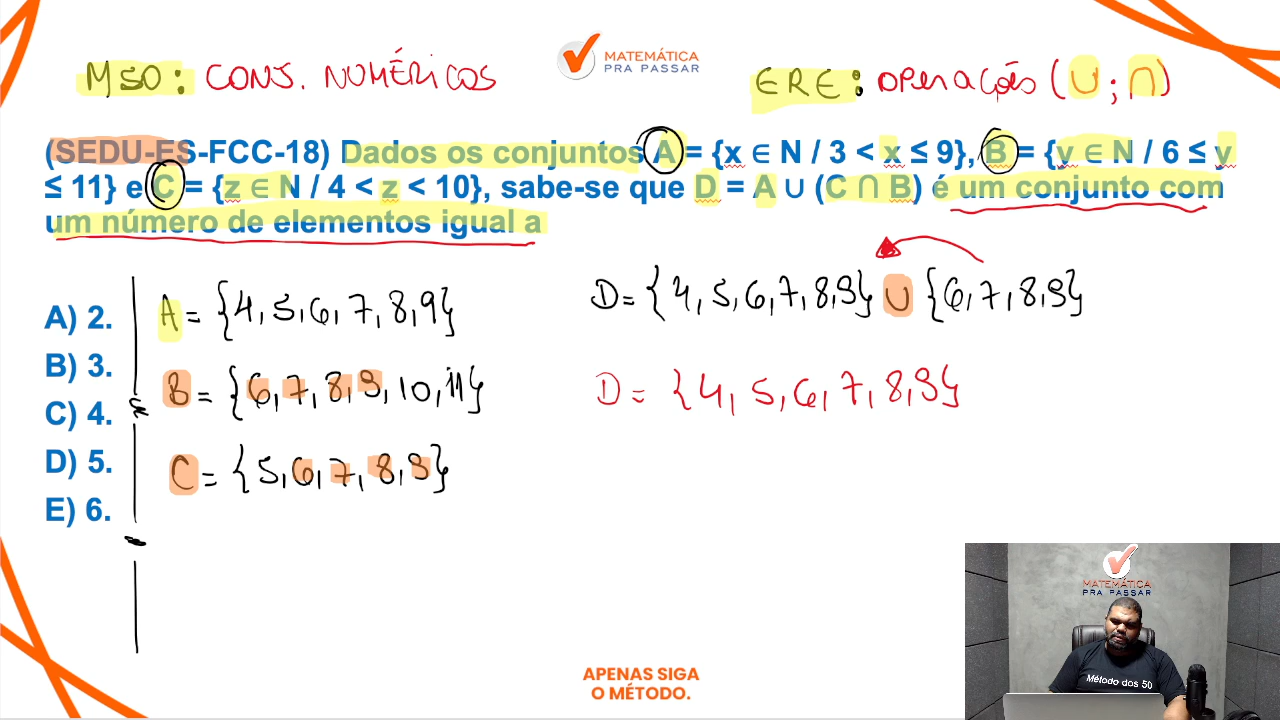 MATEMÁTICA
PRA PASSAR
M50: CONJ. NUMÉRICOS
ERE: OPERAÇÃO (∪ ; ∩)
(SEDU-ES-FCC-18) Dados os conjuntos A = {x ∈ N / 3 < x ≤ 9}, B = {y ∈ N / 6 ≤ y
≤ 11} e C = {z ∈ N / 4 < z < 10}, sabe-se que D = A ∪ (C ∩ B) é um conjunto com
um número de elementos igual a
A) 2.
B) 3.
C) 4.
D) 5.
E) 6.
A = {4, 5, 6, 7, 8, 9}
B = {6, 7, 8, 9, 10, 11}
C = {5, 6, 7, 8, 9}
D = {4, 5, 6, 7, 8, 9} ∪ {6, 7, 8, 9}
D = {4, 5, 6, 7, 8, 9}
MATEMÁTICA
PRA PASSAR
Método dos 50
APENAS SIGA
O MÉTODO.